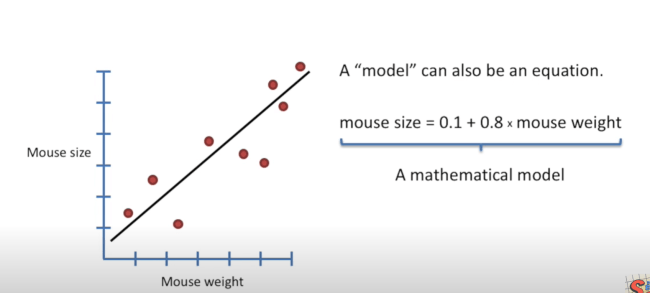 A “model” can also be an equation.
mouse size = 0.1 + 0.8 × mouse weight
A mathematical model
Mouse size
Mouse weight